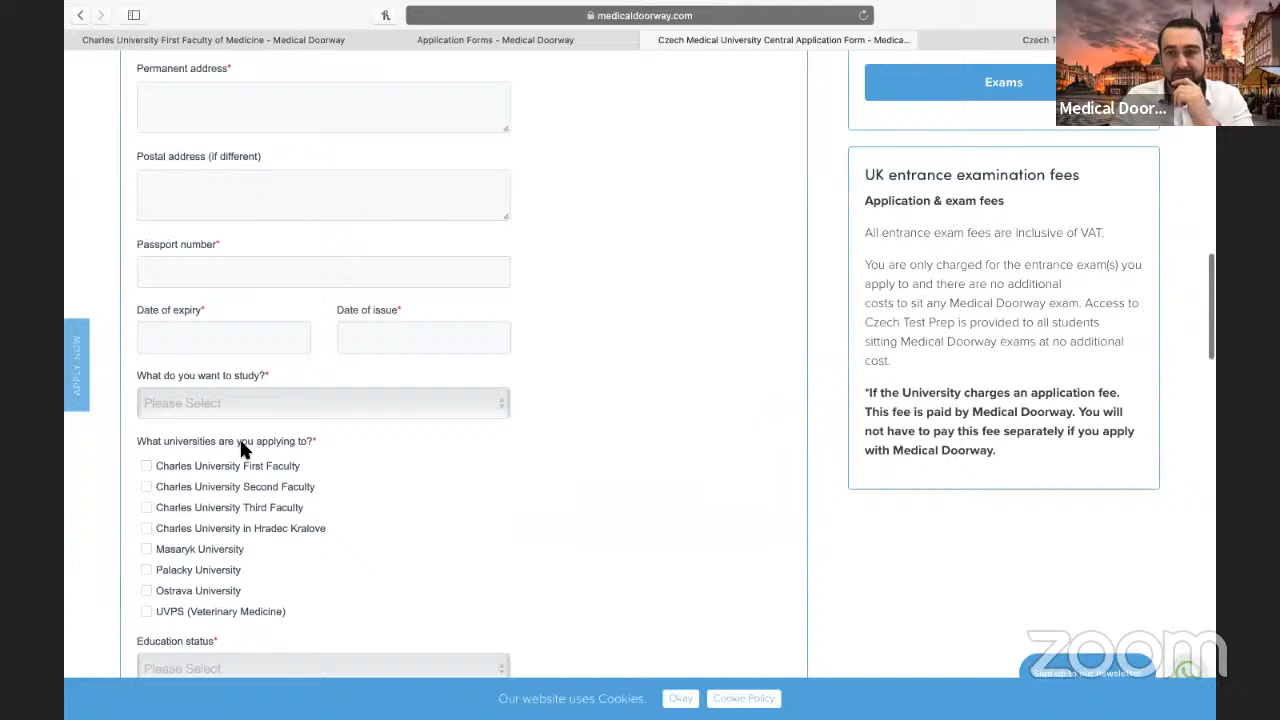 medicaldoorway.com
Charles University First Faculty of Medicine - Medical Doorway
Application Forms - Medical Doorway
Czech Medical University Central Application Form - Medica...
Czech T
Medical Door...
Permanent address*
Postal address (if different)
Passport number*
Date of expiry*
Date of issue*
What do you want to study?*
Please Select
What universities are you applying to?*
Charles University First Faculty
Charles University Second Faculty
Charles University Third Faculty
Charles University in Hradec Kralove
Masaryk University
Palacky University
Ostrava University
UVPS (Veterinary Medicine)
Education status*
Please Select
APPLY NOW
Exams
UK entrance examination fees
Application & exam fees
All entrance exam fees are inclusive of VAT.
You are only charged for the entrance exam(s) you
apply to and there are no additional
costs to sit any Medical Doorway exam. Access to
Czech Test Prep is provided to all students
sitting Medical Doorway exams at no additional
cost.
*If the University charges an application fee.
This fee is paid by Medical Doorway. You will
not have to pay this fee separately if you apply
with Medical Doorway.
Sign up to our newsletter
zoom
Our website uses Cookies.
Okay
Cookie Policy